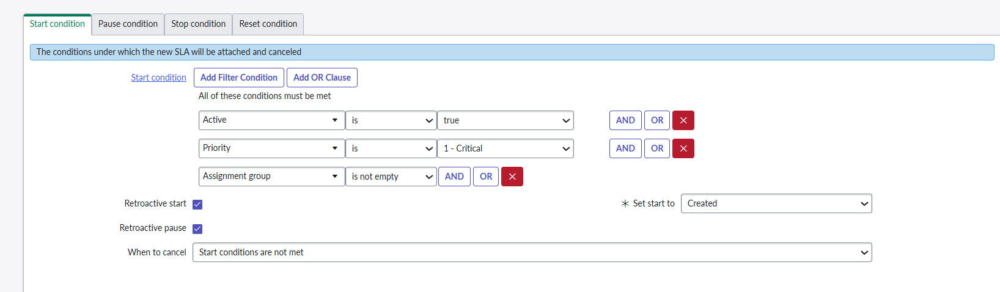 Start condition Pause condition Stop condition Reset condition
The conditions under which the new SLA will be attached and canceled
Start condition Add Filter Condition Add OR Clause
All of these conditions must be met
Active is true AND OR
Priority is 1 - Critical AND OR
Assignment group is not empty AND OR
Retroactive start Set start to Created
Retroactive pause
When to cancel Start conditions are not met